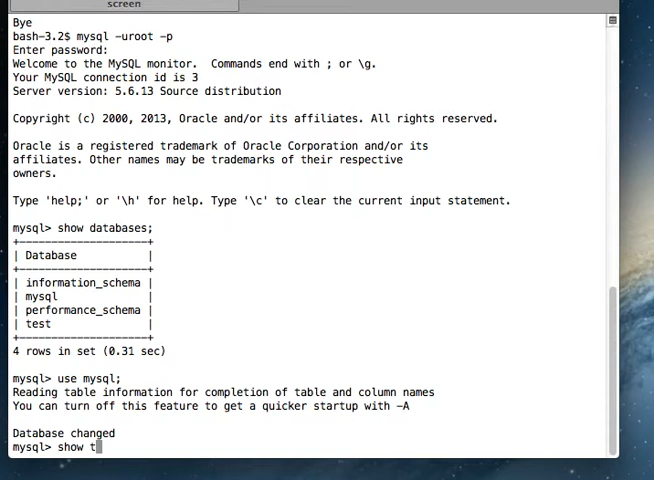 screen
Bye
bash-3.2$ mysql -uroot -p
Enter password:
Welcome to the MySQL monitor.  Commands end with ; or \g.
Your MySQL connection id is 3
Server version: 5.6.13 Source distribution
Copyright (c) 2000, 2013, Oracle and/or its affiliates. All rights reserved.
Oracle is a registered trademark of Oracle Corporation and/or its
affiliates. Other names may be trademarks of their respective
owners.
Type 'help;' or '\h' for help. Type '\c' to clear the current input statement.
mysql> show databases;
+--------------------+
| Database           |
+--------------------+
| information_schema |
| mysql              |
| performance_schema |
| test               |
+--------------------+
4 rows in set (0.31 sec)
mysql> use mysql;
Reading table information for completion of table and column names
You can turn off this feature to get a quicker startup with -A
Database changed
mysql> show t